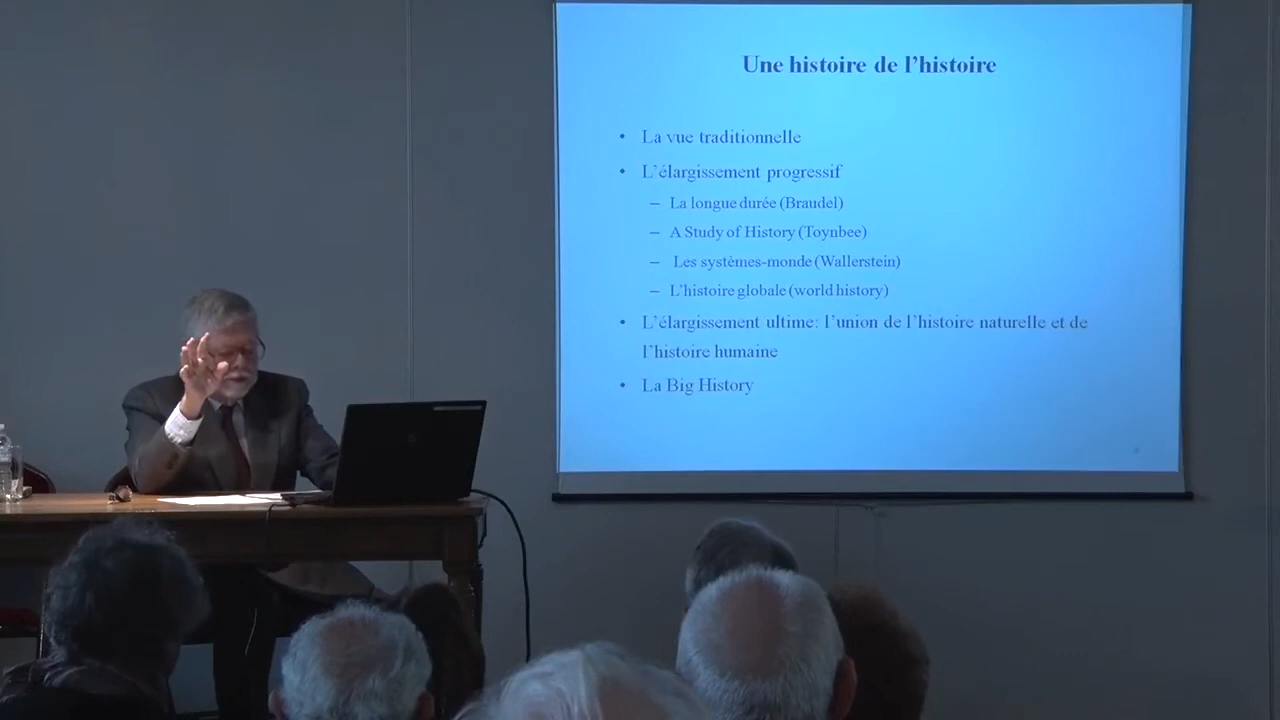 Une histoire de l'histoire
• La vue traditionnelle
• L'élargissement progressif
– La longue durée (Braudel)
– A Study of History (Toynbee)
– Les systèmes-monde (Wallerstein)
– L'histoire globale (world history)
• L'élargissement ultime: l'union de l'histoire naturelle et de
l'histoire humaine
• La Big History